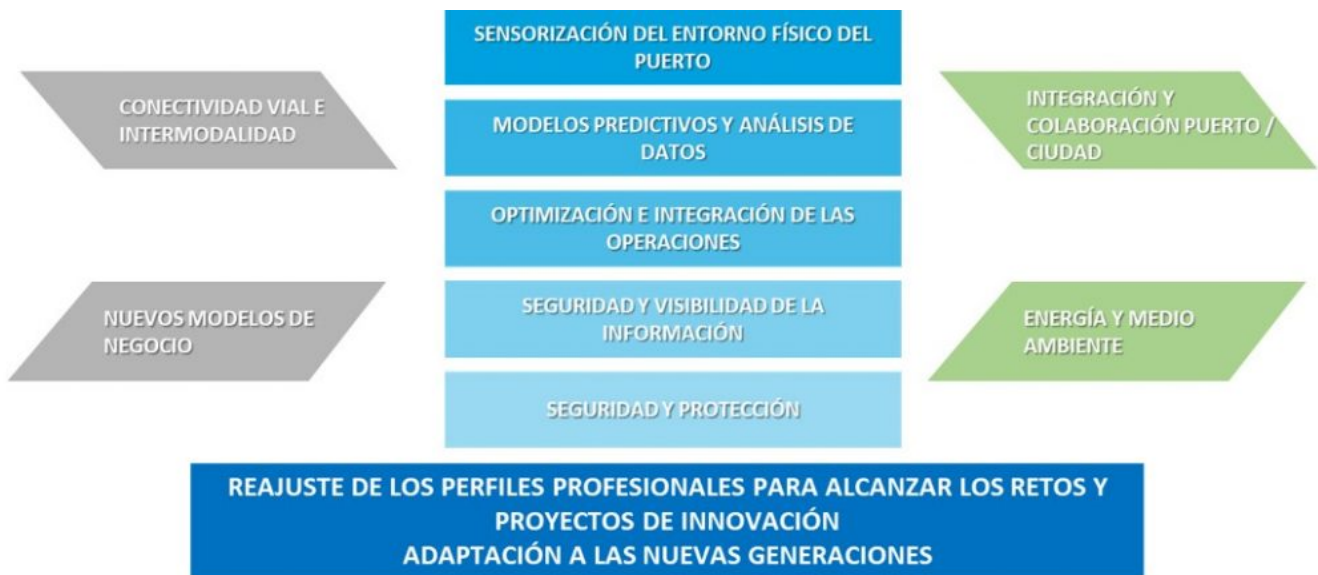 CONECTIVIDAD VIAL E
INTERMODALIDAD
NUEVOS MODELOS DE
NEGOCIO
SENSORIZACIÓN DEL ENTORNO FÍSICO DEL
PUERTO
MODELOS PREDICTIVOS Y ANÁLISIS DE
DATOS
OPTIMIZACIÓN E INTEGRACIÓN DE LAS
OPERACIONES
SEGURIDAD Y VISIBILIDAD DE LA
INFORMACIÓN
SEGURIDAD Y PROTECCIÓN
INTEGRACIÓN Y
COLABORACIÓN PUERTO /
CIUDAD
ENERGÍA Y MEDIO
AMBIENTE
REAJUSTE DE LOS PERFILES PROFESIONALES PARA ALCANZAR LOS RETOS Y
PROYECTOS DE INNOVACIÓN
ADAPTACIÓN A LAS NUEVAS GENERACIONES